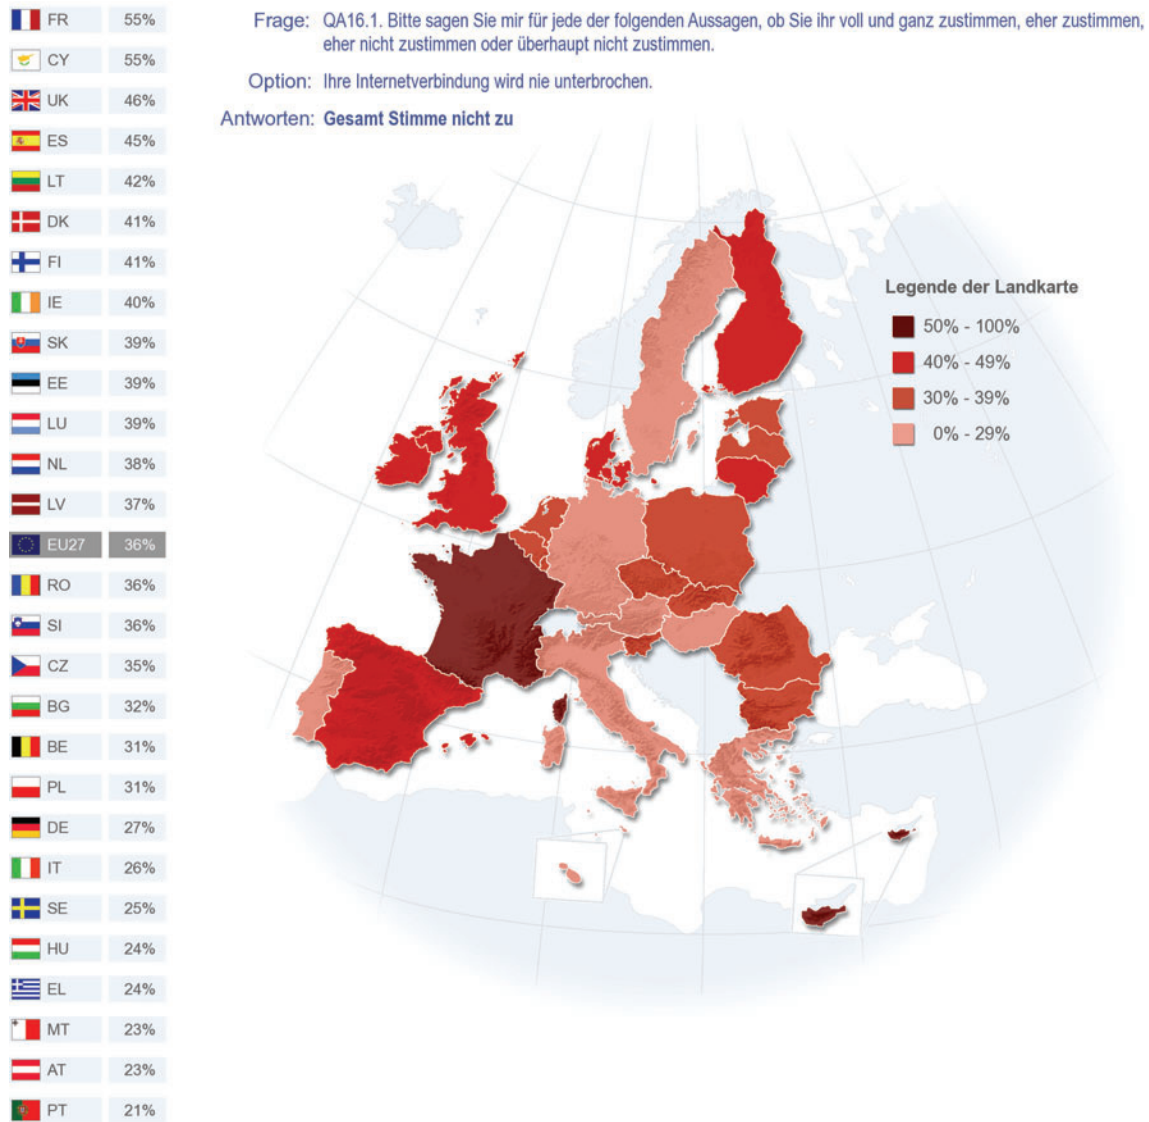 FR 55%
CY 55%
UK 46%
ES 45%
LT 42%
DK 41%
FI 41%
IE 40%
SK 39%
EE 39%
LU 39%
NL 38%
LV 37%
EU27 36%
RO 36%
SI 36%
CZ 35%
BG 32%
BE 31%
PL 31%
DE 27%
IT 26%
SE 25%
HU 24%
EL 24%
MT 23%
AT 23%
PT 21%
Frage: QA16.1. Bitte sagen Sie mir für jede der folgenden Aussagen, ob Sie ihr voll und ganz zustimmen, eher zustimmen,
eher nicht zustimmen oder überhaupt nicht zustimmen.
Option: Ihre Internetverbindung wird nie unterbrochen.
Antworten: Gesamt Stimme nicht zu
Legende der Landkarte
50% - 100%
40% - 49%
30% - 39%
0% - 29%